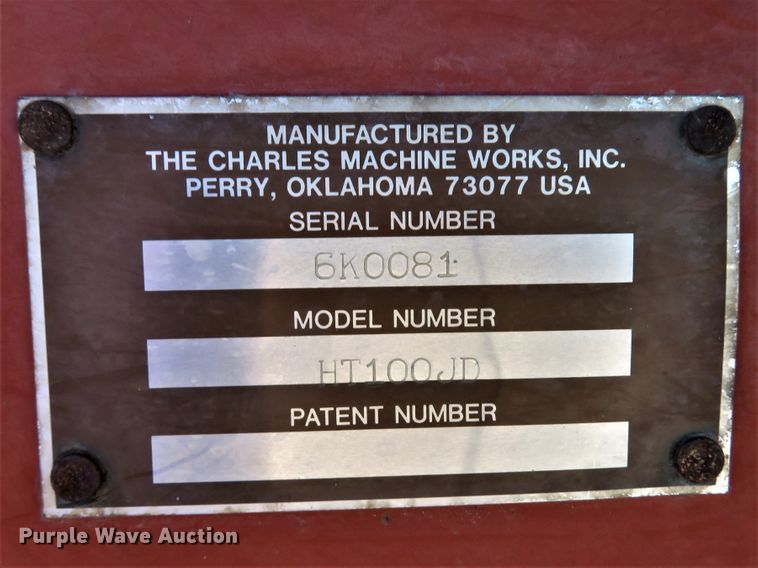 MANUFACTURED BY
THE CHARLES MACHINE WORKS, INC.
PERRY, OKLAHOMA 73077 USA
SERIAL NUMBER
6K0081
MODEL NUMBER
HT100JD
PATENT NUMBER
Purple Wave Auction